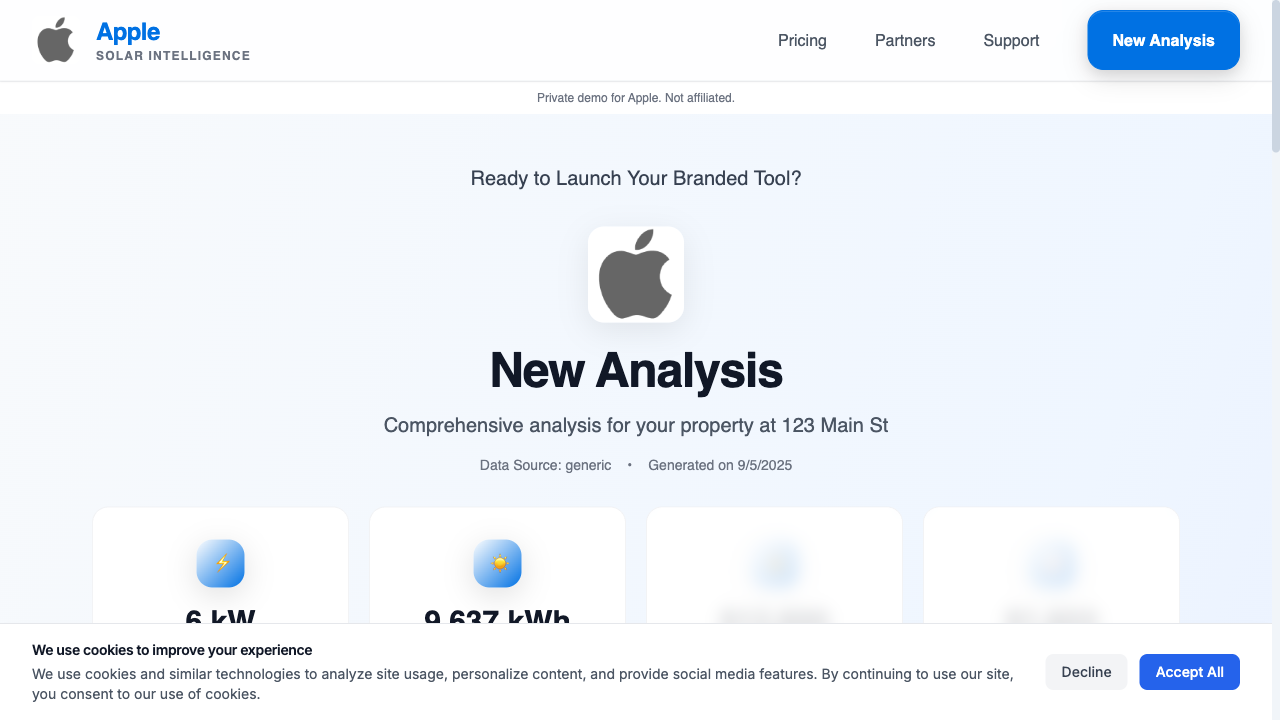 Apple
SOLAR INTELLIGENCE
Pricing
Partners
Support
New Analysis
Private demo for Apple. Not affiliated.
Ready to Launch Your Branded Tool?
New Analysis
Comprehensive analysis for your property at 123 Main St
Data Source: generic • Generated on 9/5/2025
6 kW
9,637 kWh
We use cookies to improve your experience
We use cookies and similar technologies to analyze site usage, personalize content, and provide social media features. By continuing to use our site,
you consent to our use of cookies.
Decline
Accept All